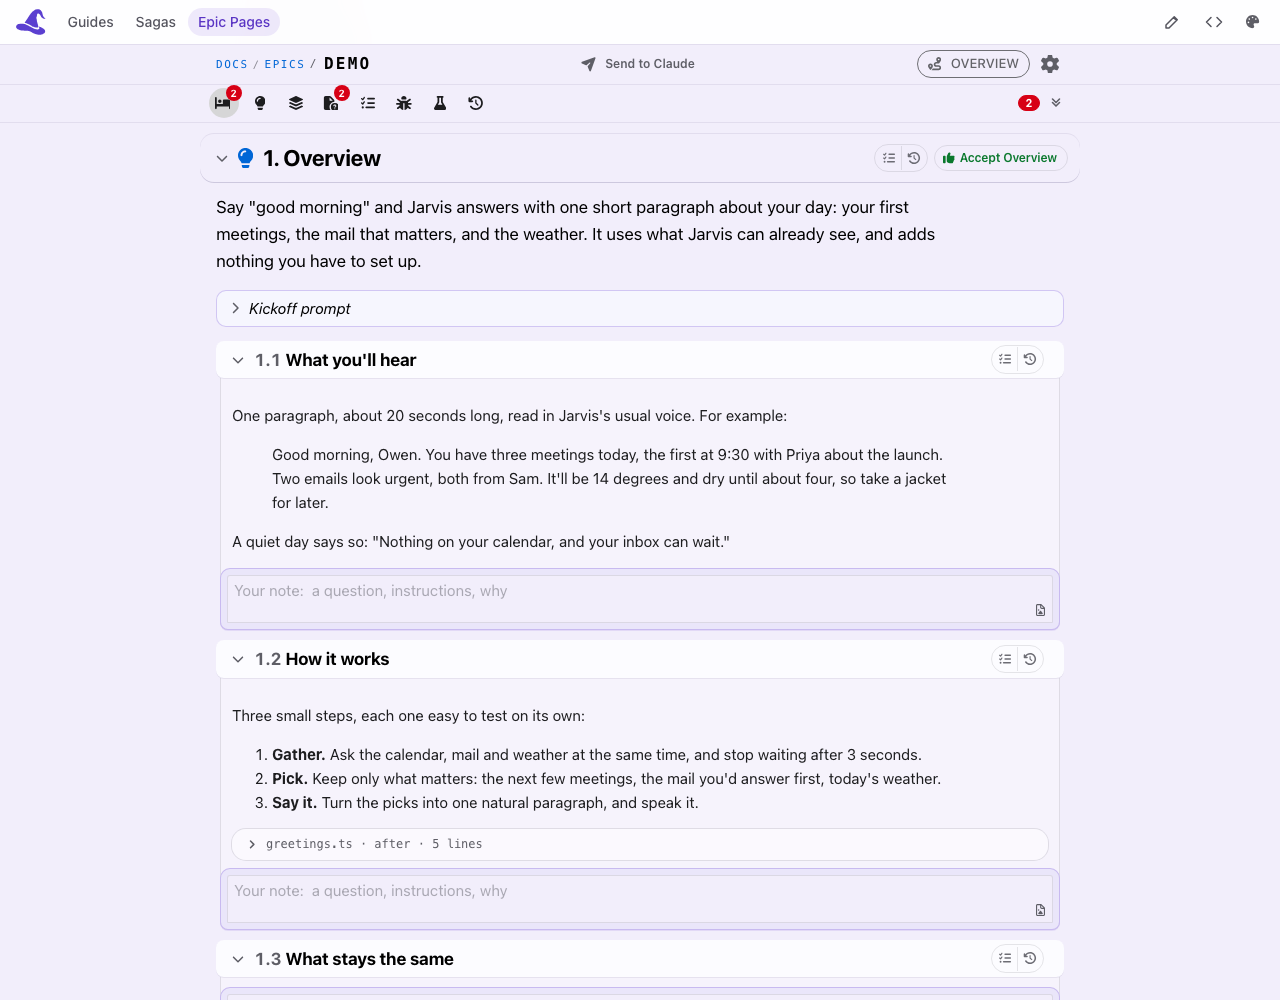 Guides Sagas Epic Pages
DOCS / EPICS / DEMO Send to Claude OVERVIEW
2 2 2
1. Overview Accept Overview
Say "good morning" and Jarvis answers with one short paragraph about your day: your first
meetings, the mail that matters, and the weather. It uses what Jarvis can already see, and adds
nothing you have to set up.
Kickoff prompt
1.1 What you'll hear
One paragraph, about 20 seconds long, read in Jarvis's usual voice. For example:
Good morning, Owen. You have three meetings today, the first at 9:30 with Priya about the launch.
Two emails look urgent, both from Sam. It'll be 14 degrees and dry until about four, so take a jacket
for later.
A quiet day says so: "Nothing on your calendar, and your inbox can wait."
Your note: a question, instructions, why
1.2 How it works
Three small steps, each one easy to test on its own:
1. Gather. Ask the calendar, mail and weather at the same time, and stop waiting after 3 seconds.
2. Pick. Keep only what matters: the next few meetings, the mail you'd answer first, today's weather.
3. Say it. Turn the picks into one natural paragraph, and speak it.
greetings.ts · after · 5 lines
Your note: a question, instructions, why
1.3 What stays the same